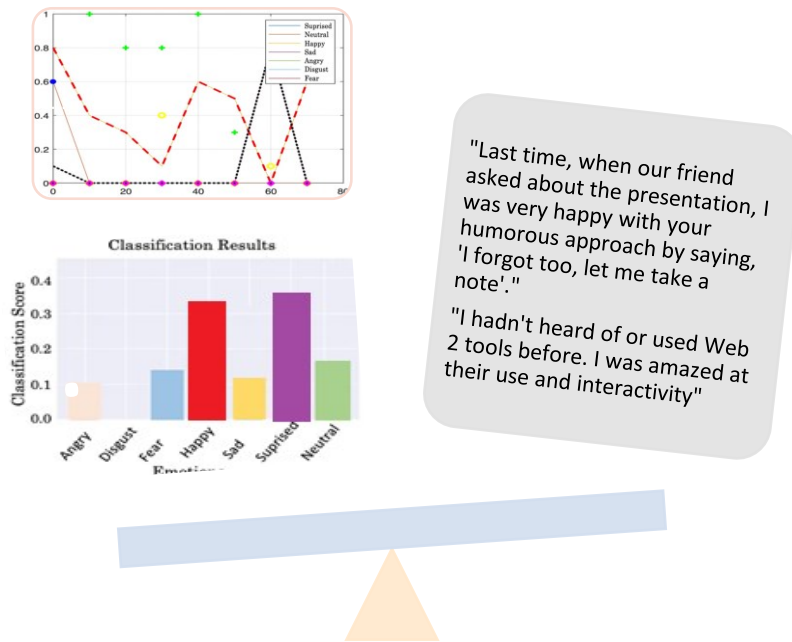 1
0.8
0.6
0.4
0.2
0
0 10 20 30 40 50 60 70 80
Suprised
Neutral
Happy
Sad
Angry
Disgust
Fear
Classification Results
Classification Score
0.4
0.3
0.2
0.1
0.0
Angry Disgust Fear Happy Sad Suprised Neutral
"Last time, when our friend
asked about the presentation, I
was very happy with your
humorous approach by saying,
'I forgot too, let me take a
note'."
"I hadn't heard of or used Web
2 tools before. I was amazed at
their use and interactivity"